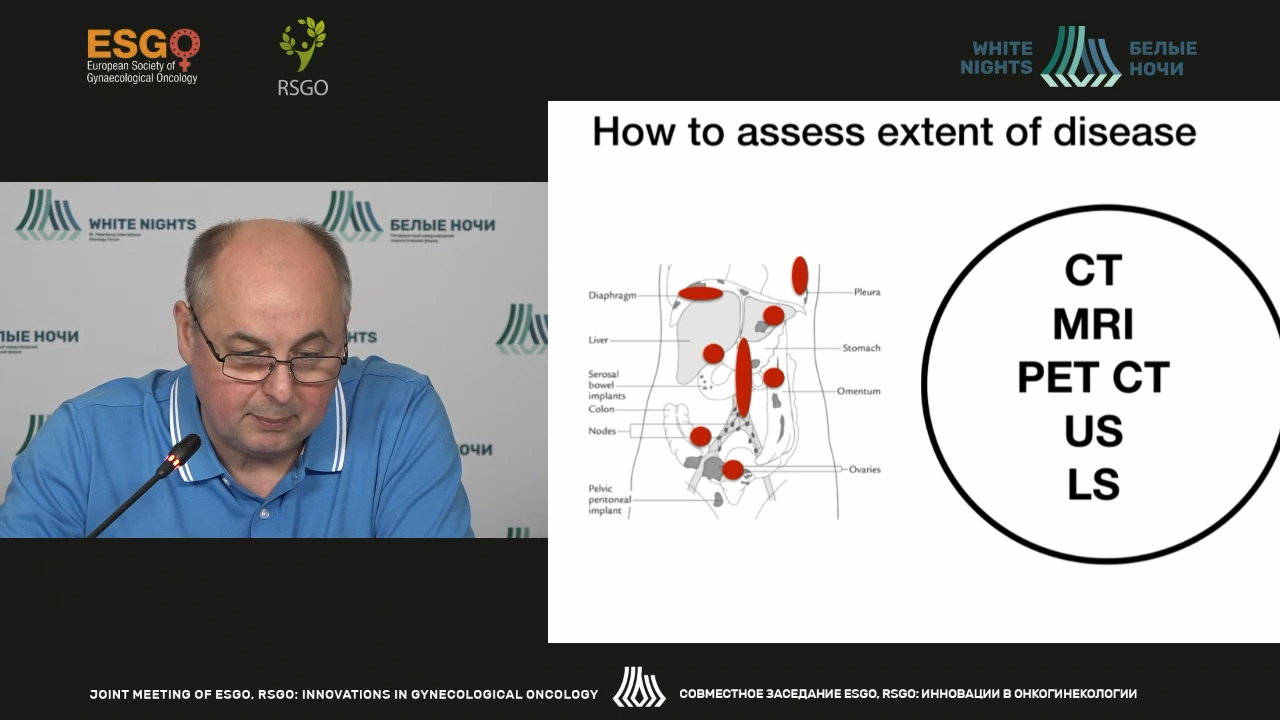 ESGO
European Society of
Gynaecological Oncology
RSGO
WHITE
NIGHTS
БЕЛЫЕ
НОЧИ
How to assess extent of disease
WHITE NIGHTS
БЕЛЫЕ НОЧИ
ЕЛЫЕ НОЧИ
NIGHTS
НОЧИ
Diaphragm
Pleura
Liver
Stomach
Serosal
bowel
implants
Omentum
Colon
Nodes
Ovaries
Pelvic
peritoneal
implant
CT
MRI
PET CT
US
LS
JOINT MEETING OF ESGO, RSGO: INNOVATIONS IN GYNECOLOGICAL ONCOLOGY
СОВМЕСТНОЕ ЗАСЕДАНИЕ ESGO, RSGO: ИННОВАЦИИ В ОНКОГИНЕКОЛОГИИ